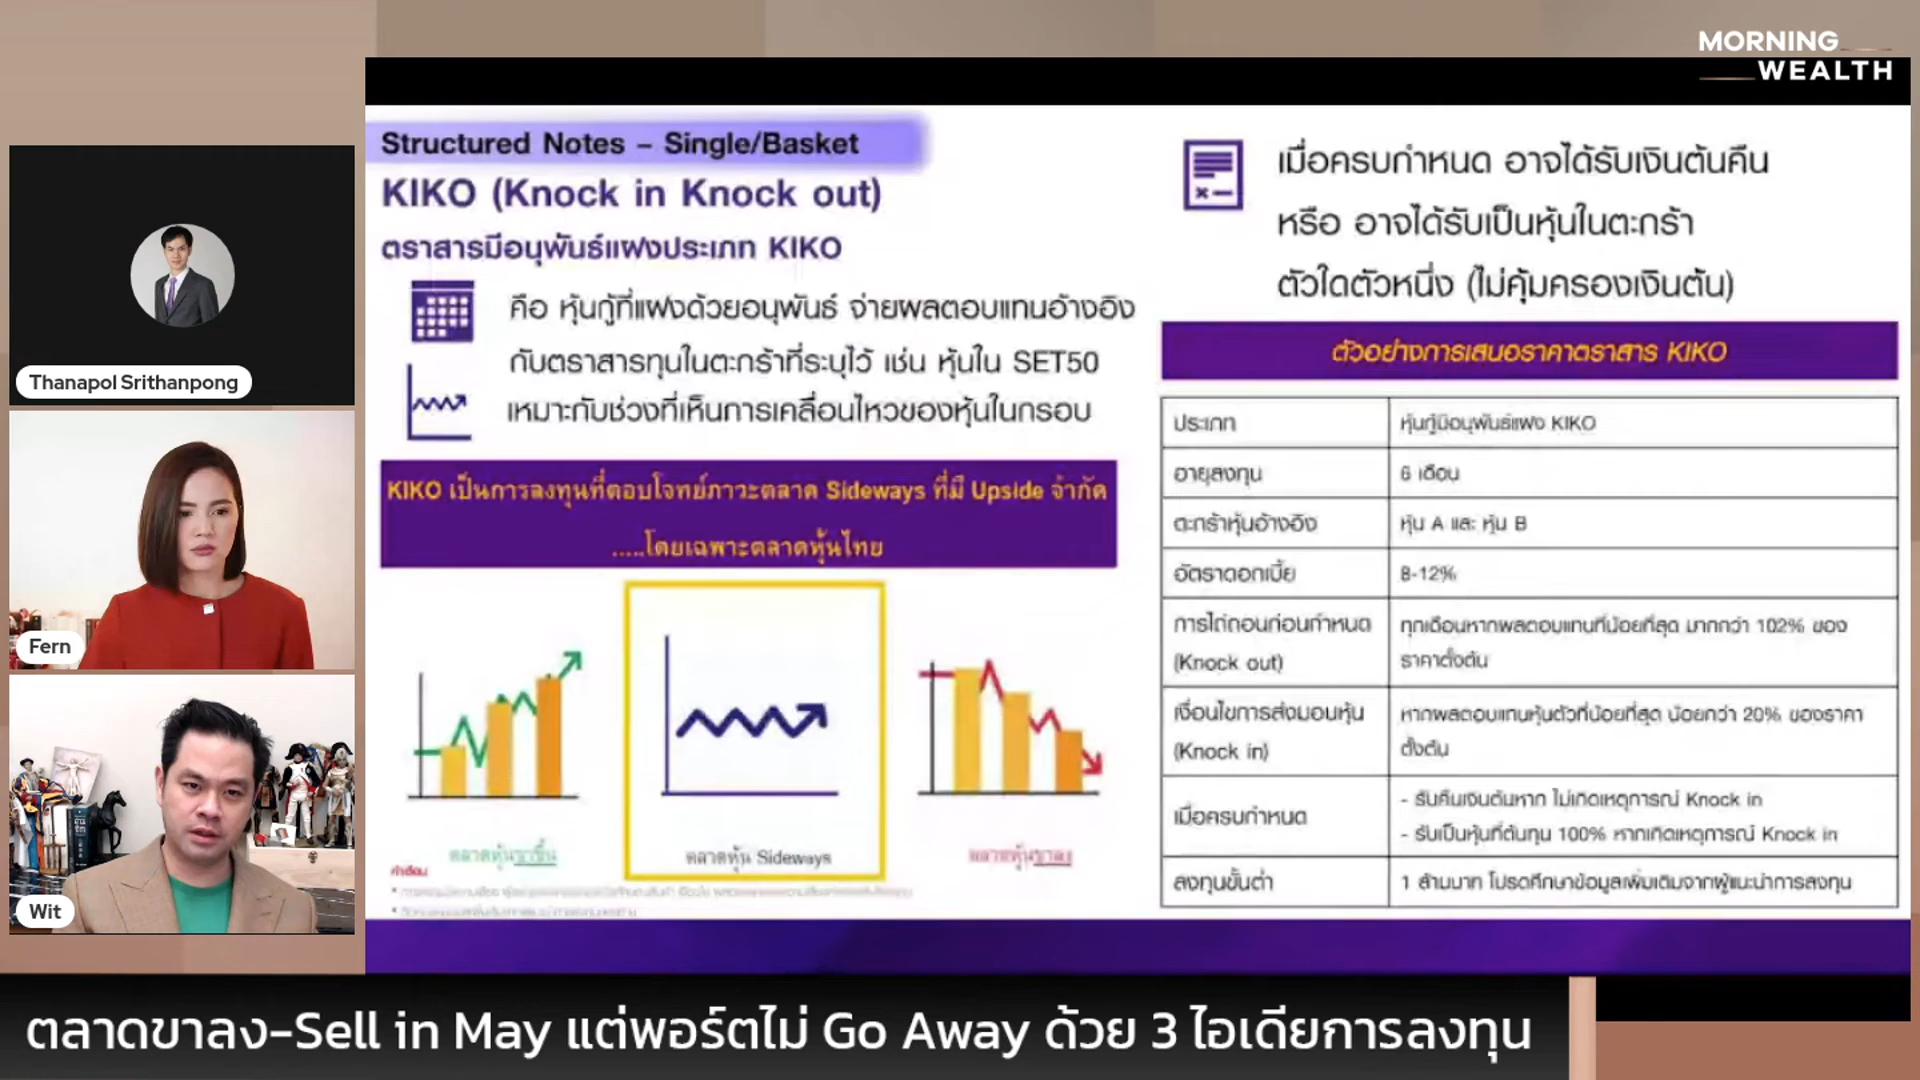 MORNING
WEALTH
Thanapol Srithanpong
Fern
Wit
Structured Notes – Single/Basket
KIKO (Knock in Knock out)
ตราสารมีอนุพันธ์แฝงประเภท KIKO
คือ หุ้นกู้ที่แฝงด้วยอนุพันธ์ จ่ายผลตอบแทนอ้างอิง
กับตราสารทุนในตะกร้าที่ระบุไว้ เช่น หุ้นใน SET50
เหมาะกับช่วงที่เห็นการเคลื่อนไหวของหุ้นในกรอบ
KIKO เป็นการลงทุนที่ตอบโจทย์ภาวะตลาด Sideways ที่มี Upside จำกัด
.....โดยเฉพาะตลาดหุ้นไทย
ตลาดหุ้นขาขึ้น
ตลาดหุ้น Sideways
ตลาดหุ้นขาลง
คำเตือน
เมื่อครบกำหนด อาจได้รับเงินต้นคืน
หรือ อาจได้รับเป็นหุ้นในตะกร้า
ตัวใดตัวหนึ่ง (ไม่คุ้มครองเงินต้น)
ตัวอย่างการเสนอราคาตราสาร KIKO
ประเภท หุ้นกู้มีอนุพันธ์แฝง KIKO
อายุลงทุน 6 เดือน
ตะกร้าหุ้นอ้างอิง หุ้น A และ หุ้น B
อัตราดอกเบี้ย 8-12%
การไถ่ถอนก่อนกำหนด ทุกเดือนหากผลตอบแทนที่น้อยที่สุด มากกว่า 102% ของ
(Knock out) ราคาตั้งต้น
เงื่อนไขการส่งมอบหุ้น หากผลตอบแทนหุ้นตัวที่น้อยที่สุด น้อยกว่า 20% ของราคา
(Knock in) ตั้งต้น
เมื่อครบกำหนด - รับคืนเงินต้นหาก ไม่เกิดเหตุการณ์ Knock in
- รับเป็นหุ้นที่ต้นทุน 100% หากเกิดเหตุการณ์ Knock in
ลงทุนขั้นต่ำ 1 ล้านบาท โปรดศึกษาข้อมูลเพิ่มเติมจากผู้แนะนำการลงทุน
ตลาดขาลง-Sell in May แต่พอร์ตไม่ Go Away ด้วย 3 ไอเดียการลงทุน